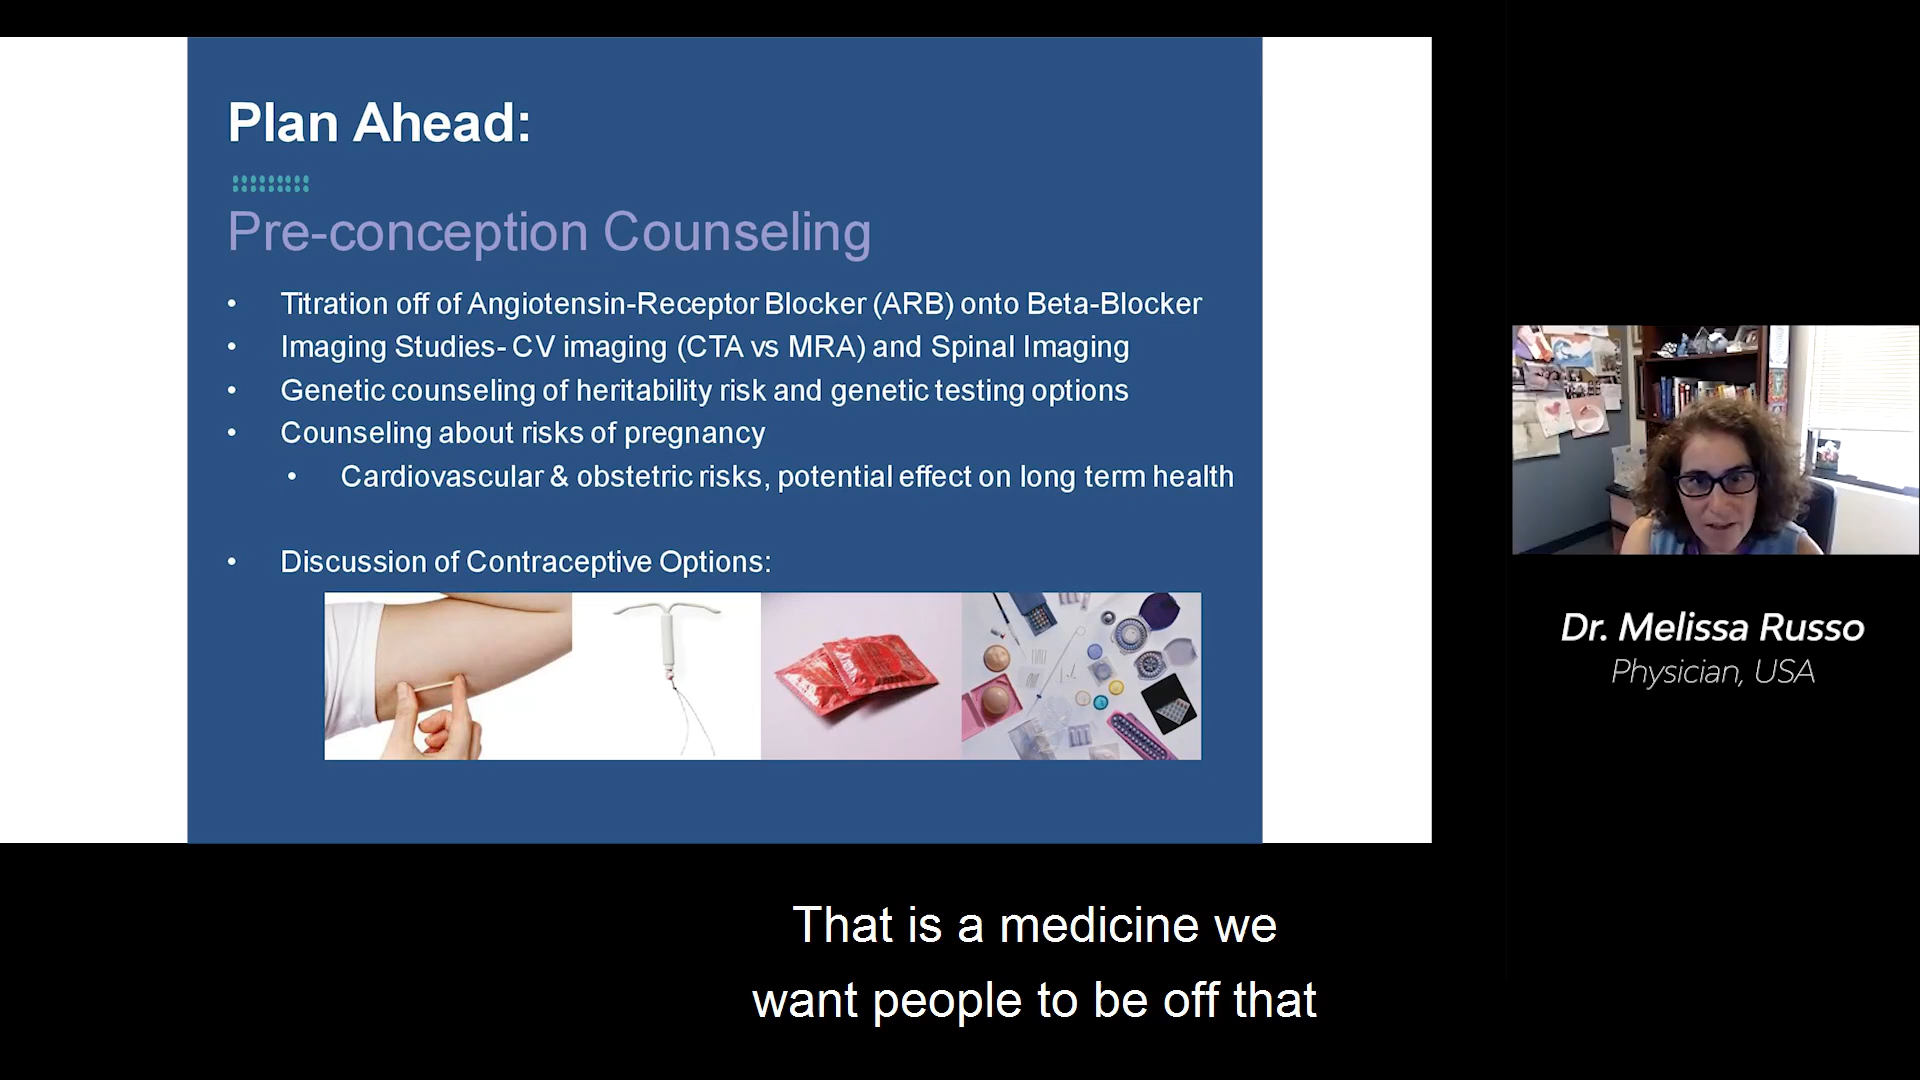 Plan Ahead:
Pre-conception Counseling
• Titration off of Angiotensin-Receptor Blocker (ARB) onto Beta-Blocker
• Imaging Studies- CV imaging (CTA vs MRA) and Spinal Imaging
• Genetic counseling of heritability risk and genetic testing options
• Counseling about risks of pregnancy
• Cardiovascular & obstetric risks, potential effect on long term health
• Discussion of Contraceptive Options:
Dr. Melissa Russo
Physician, USA
That is a medicine we
want people to be off that